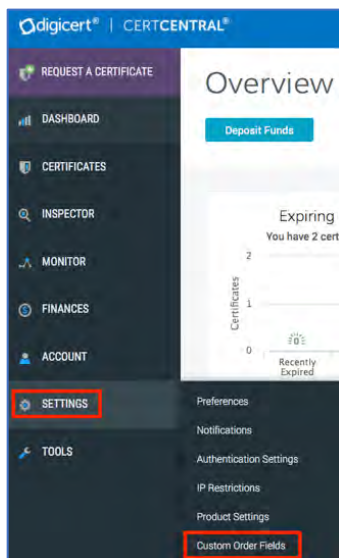 digicert® | CERTCENTRAL®
REQUEST A CERTIFICATE
DASHBOARD
CERTIFICATES
INSPECTOR
MONITOR
FINANCES
ACCOUNT
SETTINGS
TOOLS
Overview
Deposit Funds
Expiring
You have 2 cert
Certificates
2
1
0
0
Recently
Expired
Preferences
Notifications
Authentication Settings
IP Restrictions
Product Settings
Custom Order Fields